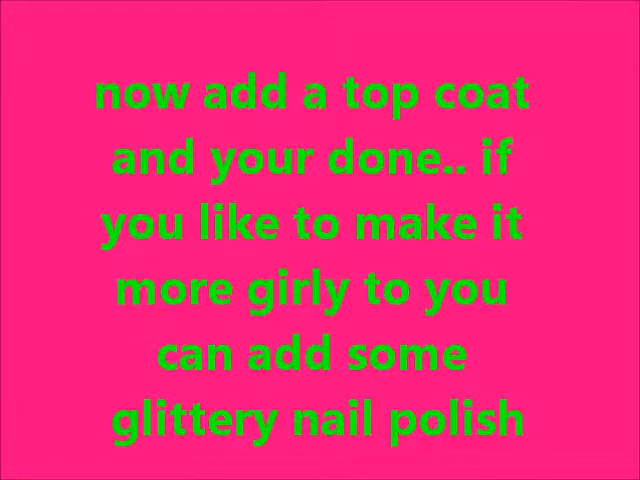 now add a top coat
and your done.. if
you like to make it
more girly to you
can add some
glittery nail polish